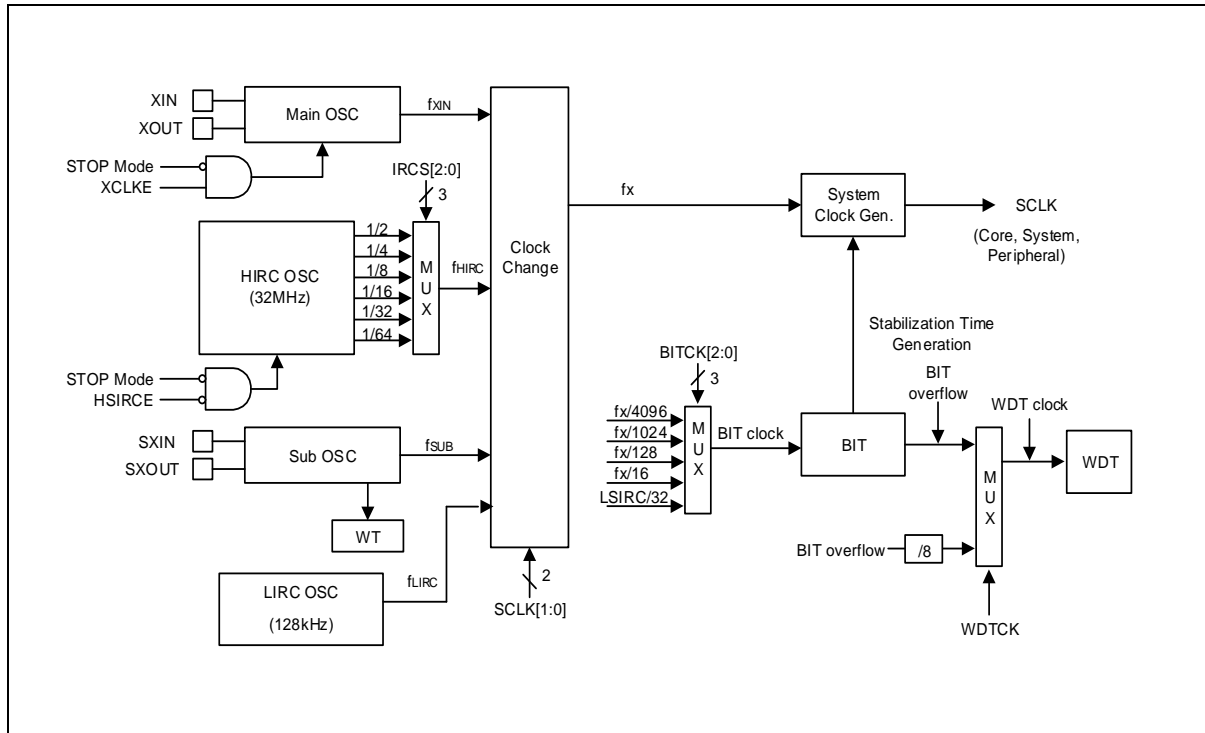 XIN
XOUT
Main OSC
fXIN
STOP Mode
XCLKE
IRCS[2:0]
3
HIRC OSC
(32MHz)
1/2
1/4
1/8
1/16
1/32
1/64
M
U
X
fHIRC
STOP Mode
HSIRCE
SXIN
SXOUT
Sub OSC
fSUB
WT
LIRC OSC
(128kHz)
fLIRC
Clock
Change
2
SCLK[1:0]
fx
System
Clock Gen.
SCLK
(Core, System,
Peripheral)
Stabilization Time
Generation
BITCK[2:0]
3
fx/4096
fx/1024
fx/128
fx/16
LSIRC/32
M
U
X
BIT clock
BIT
BIT
overflow
WDT clock
M
U
X
WDT
BIT overflow
/8
WDTCK